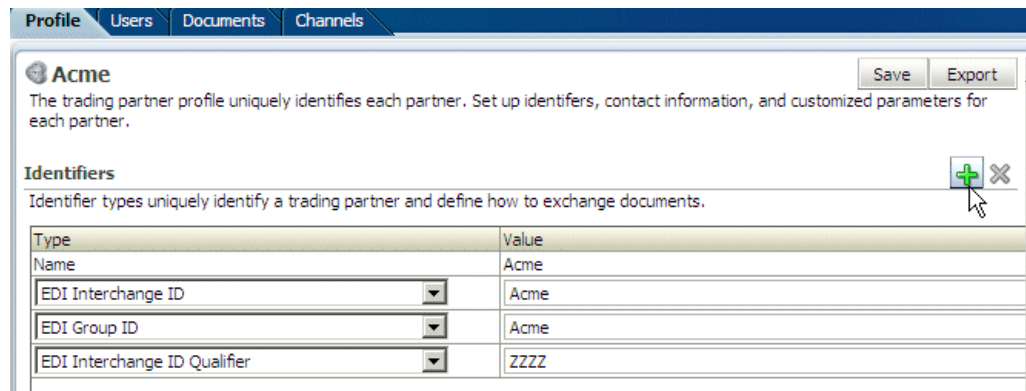 Profile Users Documents Channels
Acme Save Export
The trading partner profile uniquely identifies each partner. Set up identifers, contact information, and customized parameters for
each partner.
Identifiers
Identifier types uniquely identify a trading partner and define how to exchange documents.
Type Value
Name Acme
EDI Interchange ID Acme
EDI Group ID Acme
EDI Interchange ID Qualifier ZZZZ